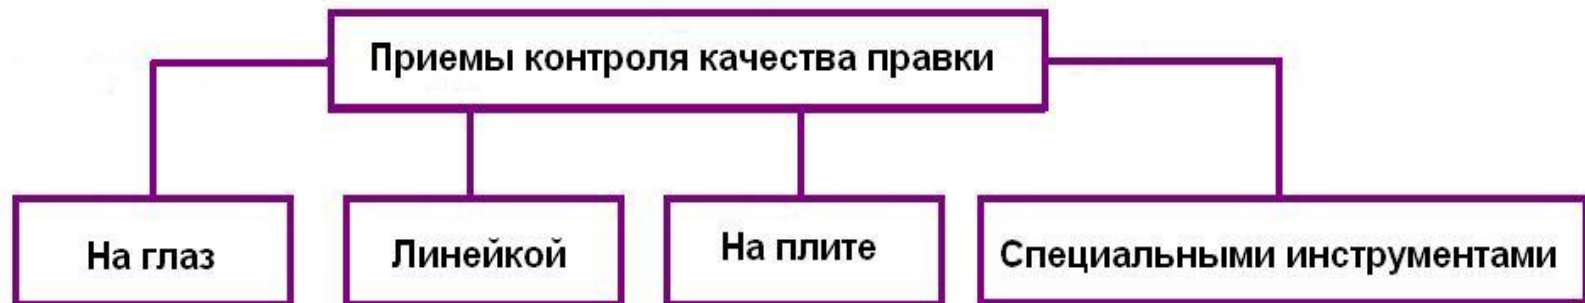 Приемы контроля качества правки
На глаз
Линейкой
На плите
Специальными инструментами